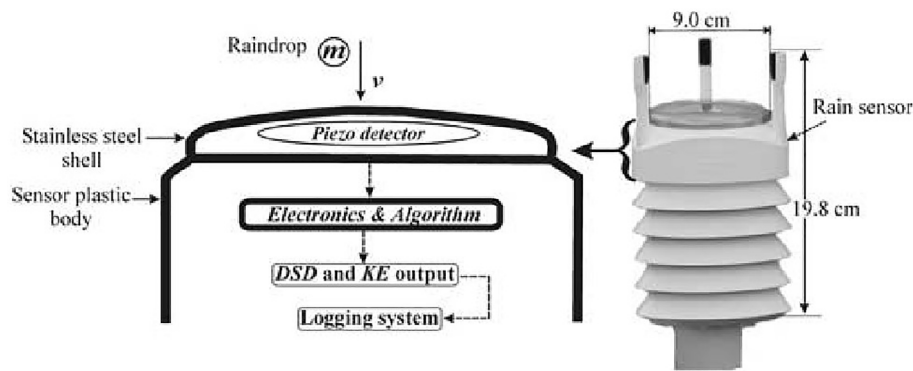 9.0 cm
Raindrop m
v
Rain sensor
Stainless steel
shell
Piezo detector
Sensor plastic
body
19.8 cm
Electronics & Algorithm
DSD and KE output
Logging system